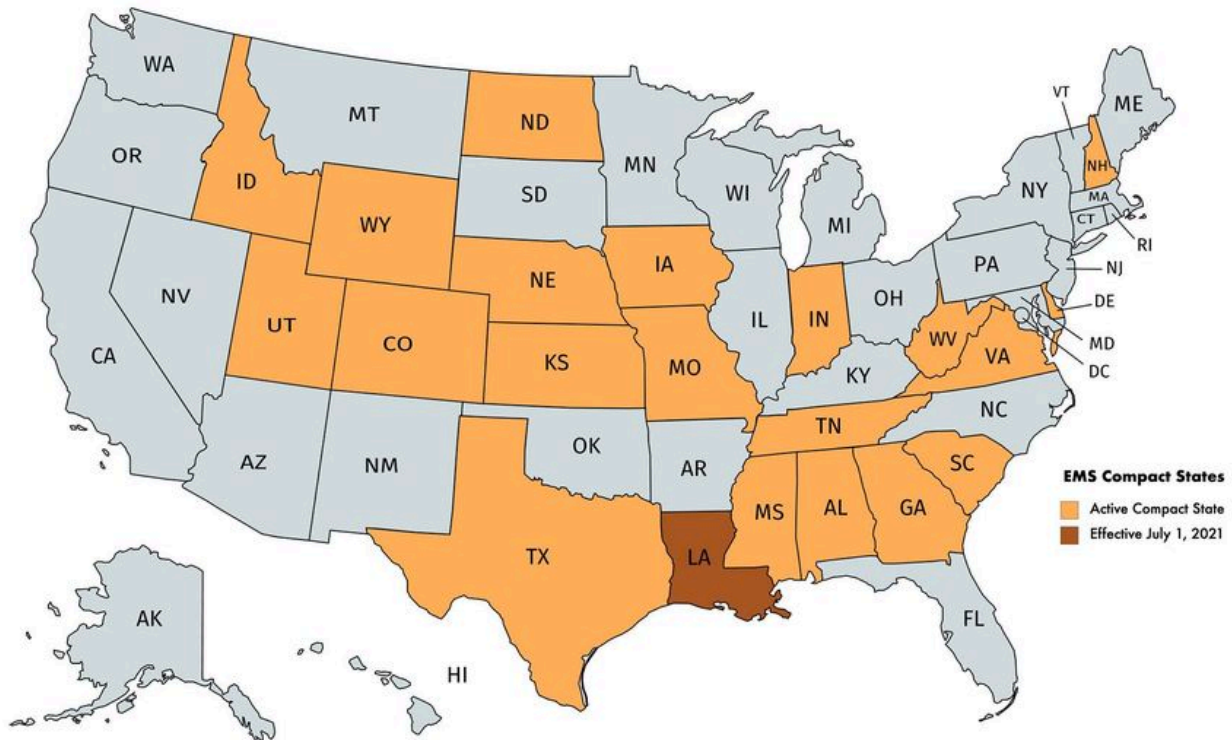 WA
MT
ND
MN
VT
ME
OR
ID
SD
WI
NY
NH
MA
WY
MI
CT
RI
IA
PA
NJ
NE
OH
DE
NV
UT
IL
IN
WV
MD
CA
CO
KS
MO
KY
VA
DC
NC
TN
OK
AZ
NM
AR
SC
EMS Compact States
MS
AL
GA
Active Compact State
Effective July 1, 2021
TX
LA
AK
FL
HI